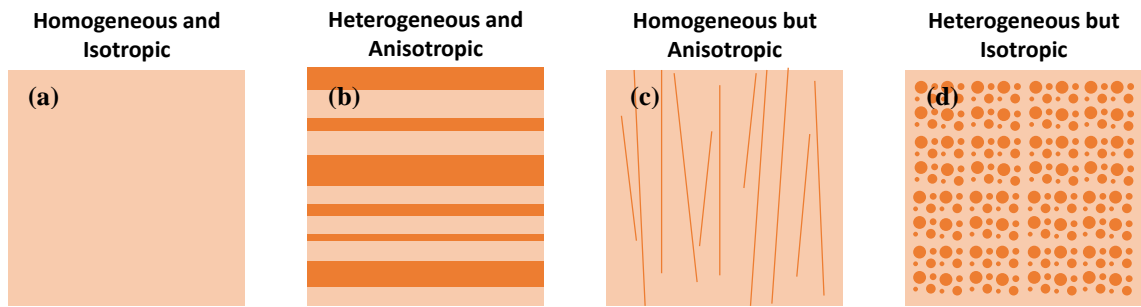 Homogeneous and
Isotropic
Heterogeneous and
Anisotropic
Homogeneous but
Anisotropic
Heterogeneous but
Isotropic
(a)
(b)
(c)
(d)